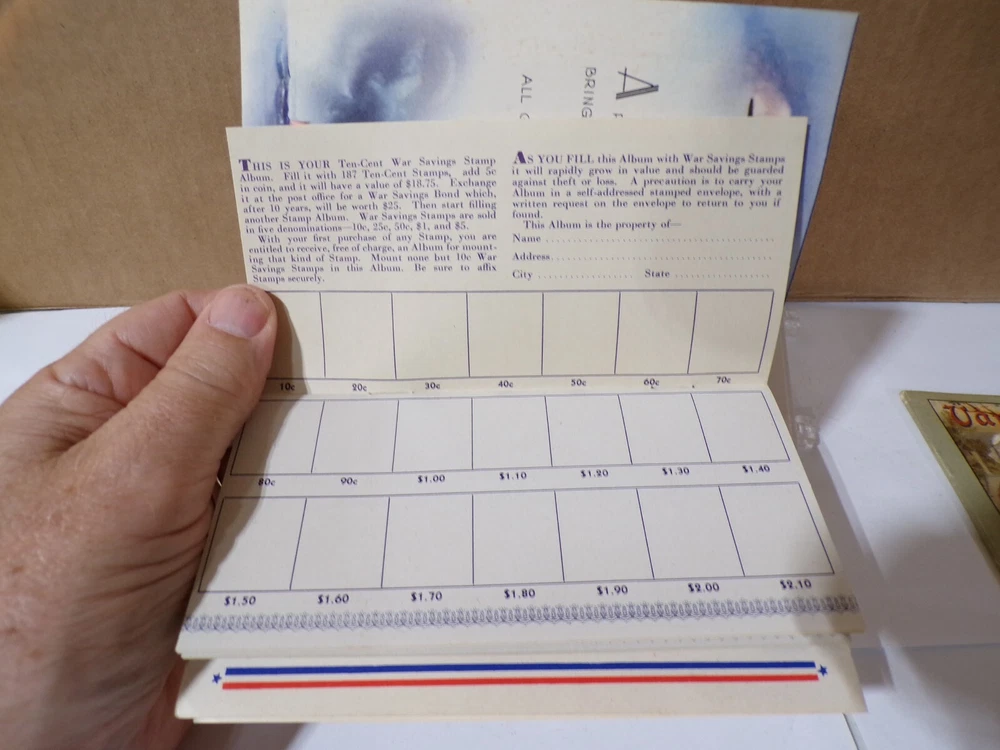 A
BRING
ALL
THIS IS YOUR Ten-Cent War Savings Stamp
Album. Fill it with 187 Ten-Cent Stamps, add 5c
in coin, and it will have a value of $18.75. Exchange
it at the post office for a War Savings Bond which,
after 10 years, will be worth $25. Then start filling
another Stamp Album. War Savings Stamps are sold
in five denominations—10c, 25c, 50c, $1, and $5.
With your first purchase of any Stamp, you are
entitled to receive, free of charge, an Album for mount-
ing that kind of Stamp. Mount none but 10c War
Savings Stamps in this Album. Be sure to affix
Stamps securely.
AS YOU FILL this Album with War Savings Stamps
it will rapidly grow in value and should be guarded
against theft or loss. A precaution is to carry your
Album in a self-addressed stamped envelope, with a
written request on the envelope to return to you if
found.
This Album is the property of—
Name
Address
City State
10c 20c 30c 40c 50c 60c 70c
80c 90c $1.00 $1.10 $1.20 $1.30 $1.40
$1.50 $1.60 $1.70 $1.80 $1.90 $2.00 $2.10